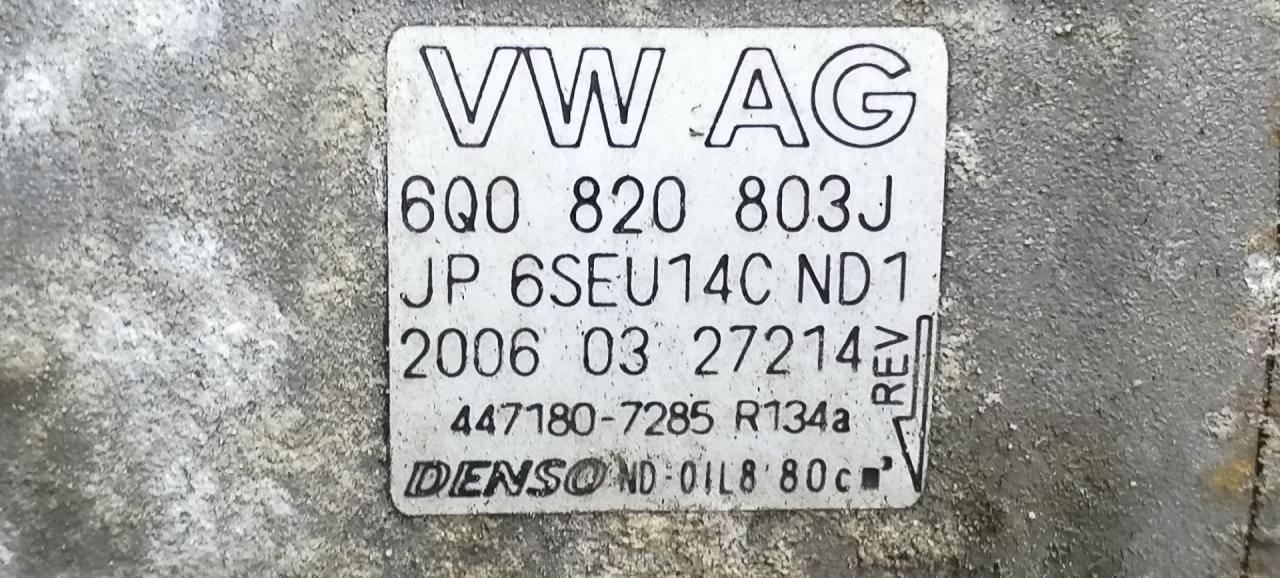 VW AG
6Q0 820 803J
JP 6SEU14C ND1
2006 03 27214
REV
447180-7285 R134a
DENSO ND-OIL8 80cm³